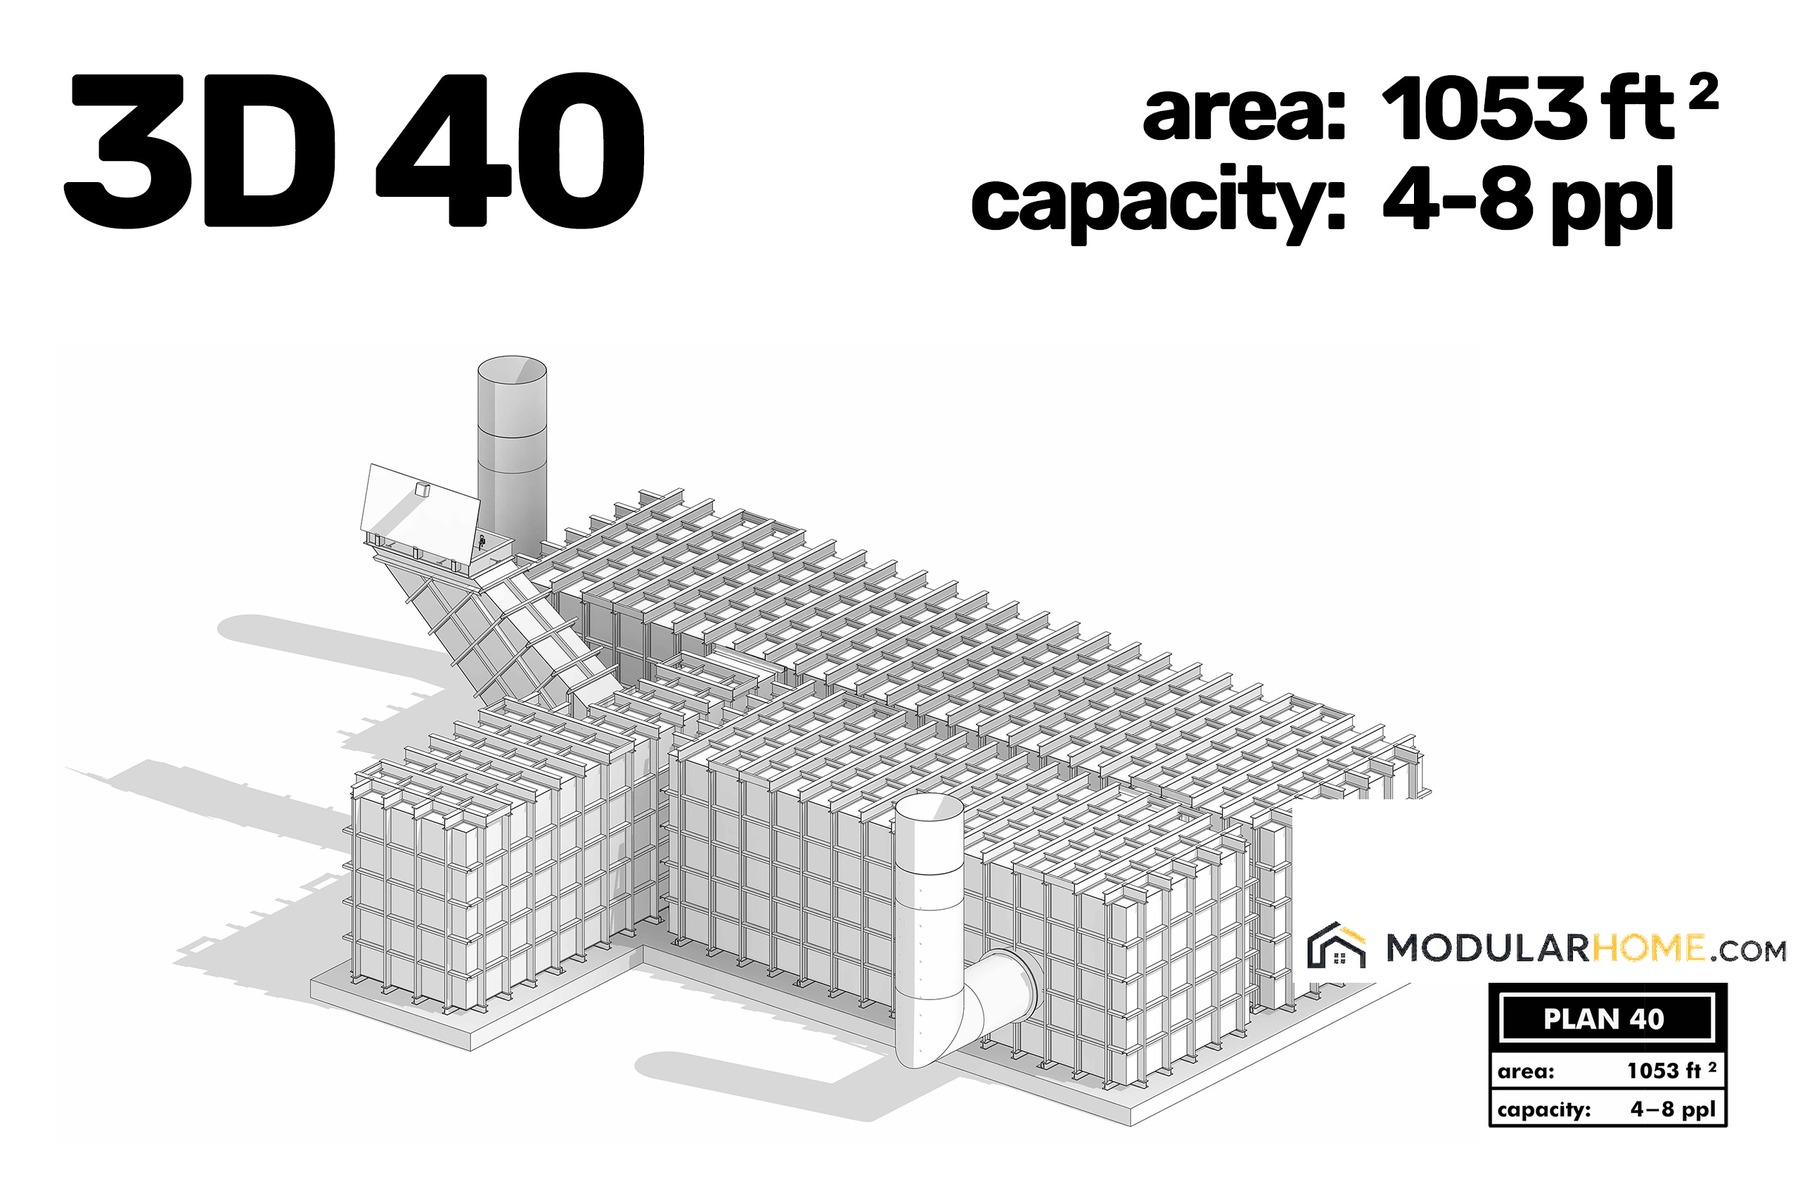 3D 40
area: 1053 ft ²
capacity: 4-8 ppl
MODULARHOME.COM
PLAN 40
area: 1053 ft ²
capacity: 4-8 ppl